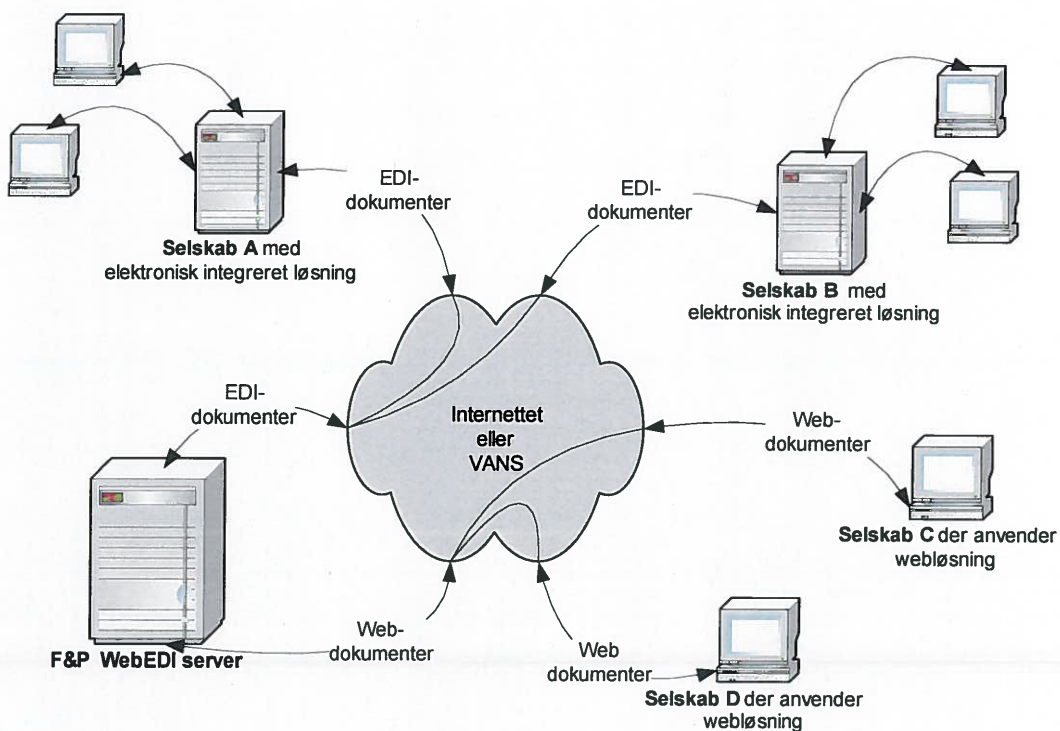 EDI-
dokumenter
Selskab A med
elektronisk integreret løsning
EDI-
dokumenter
Selskab B med
elektronisk integreret løsning
EDI-
dokumenter
Internettet
eller
VANS
Web-
dokumenter
Selskab C der anvender
webløsning
F&P WebEDI server
Web-
dokumenter
Web
dokumenter
Selskab D der anvender
webløsning